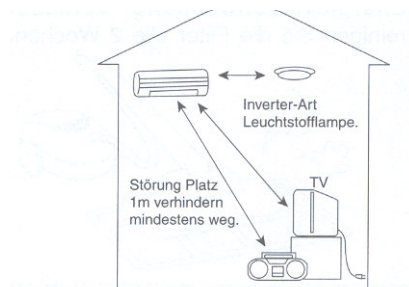 Inverter-Art
Leuchtstofflampe.
Störung Platz
1m verhindern
mindestens weg.
TV